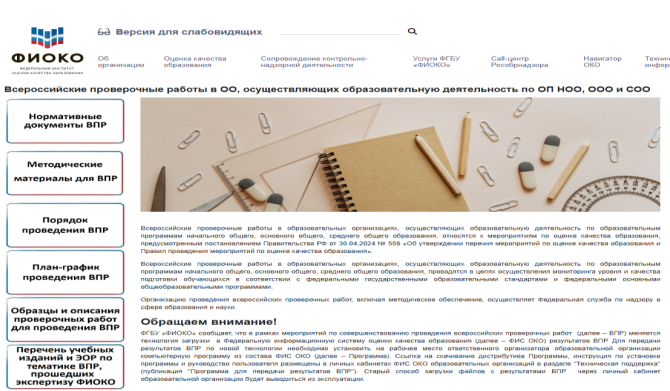 Версия для слабовидящих
ФИОКО
ФЕДЕРАЛЬНЫЙ ИНСТИТУТ
ОЦЕНКИ КАЧЕСТВА ОБРАЗОВАНИЯ
Об
организации
Оценка качества
образования
Сопровождение контрольно-
надзорной деятельности
Услуги ФГБУ
«ФИОКО»
Call-центр
Рособрнадзора
Навигатор
ОКО
Техни
инфор
Всероссийские проверочные работы в ОО, осуществляющих образовательную деятельность по ОП НОО, ООО и СОО
Нормативные
документы ВПР
Методические
материалы для ВПР
Порядок
проведения ВПР
План-график
проведения ВПР
Образцы и описания
проверочных работ
для проведения ВПР
Перечень учебных
изданий и ЭОР по
тематике ВПР,
прошедших
экспертизу ФИОКО
Всероссийские проверочные работы в образовательных организациях, осуществляющих образовательную деятельность по образовательным
программам начального общего, основного общего, среднего общего образования, относятся к мероприятиям по оценке качества образования,
предусмотренным постановлением Правительства РФ от 30.04.2024 № 556 «Об утверждении перечня мероприятий по оценке качества образования и
Правил проведения мероприятий по оценке качества образования».
Всероссийские проверочные работы в образовательных организациях, осуществляющих образовательную деятельность по образовательным
программам начального общего, основного общего, среднего общего образования, проводятся в целях осуществления мониторинга уровня и качества
подготовки обучающихся в соответствии с федеральными государственными образовательными стандартами и федеральными основными
общеобразовательными программами.
Организацию проведения всероссийских проверочных работ, включая методическое обеспечение, осуществляет Федеральная служба по надзору в
сфере образования и науки.
Обращаем внимание!
ФГБУ «ФИОКО» сообщает, что в рамках мероприятий по совершенствованию проведения всероссийских проверочных работ (далее – ВПР) меняется
технология загрузки в Федеральную информационную систему оценки качества образования (далее – ФИС ОКО) результатов ВПР. Для передачи
результатов ВПР по новой технологии необходимо установить на рабочее место ответственного организатора образовательной организации
компьютерную программу из состава ФИС ОКО (далее – Программа). Ссылка на скачивание дистрибутива Программы, инструкция по установке
программы и руководство пользователя размещены в личных кабинетах ФИС ОКО образовательных организаций в разделе "Техническая поддержка"
(публикация "Программа для передачи результатов ВПР"). Старый способ загрузки файлов с результатами ВПР через личный кабинет
образовательной организации будет выводиться из эксплуатации.